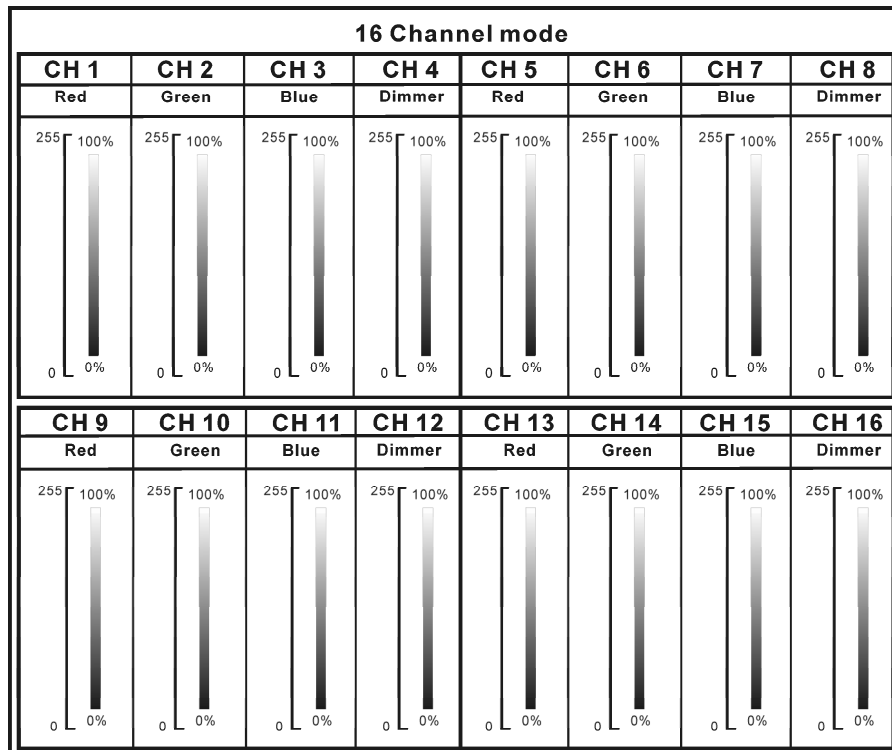 16 Channel mode
CH 1 CH 2 CH 3 CH 4 CH 5 CH 6 CH 7 CH 8
Red Green Blue Dimmer Red Green Blue Dimmer
255 100% 255 100% 255 100% 255 100% 255 100% 255 100% 255 100% 255 100%
0 0% 0 0% 0 0% 0 0% 0 0% 0 0% 0 0% 0 0%
CH 9 CH 10 CH 11 CH 12 CH 13 CH 14 CH 15 CH 16
Red Green Blue Dimmer Red Green Blue Dimmer
255 100% 255 100% 255 100% 255 100% 255 100% 255 100% 255 100% 255 100%
0 0% 0 0% 0 0% 0 0% 0 0% 0 0% 0 0% 0 0%